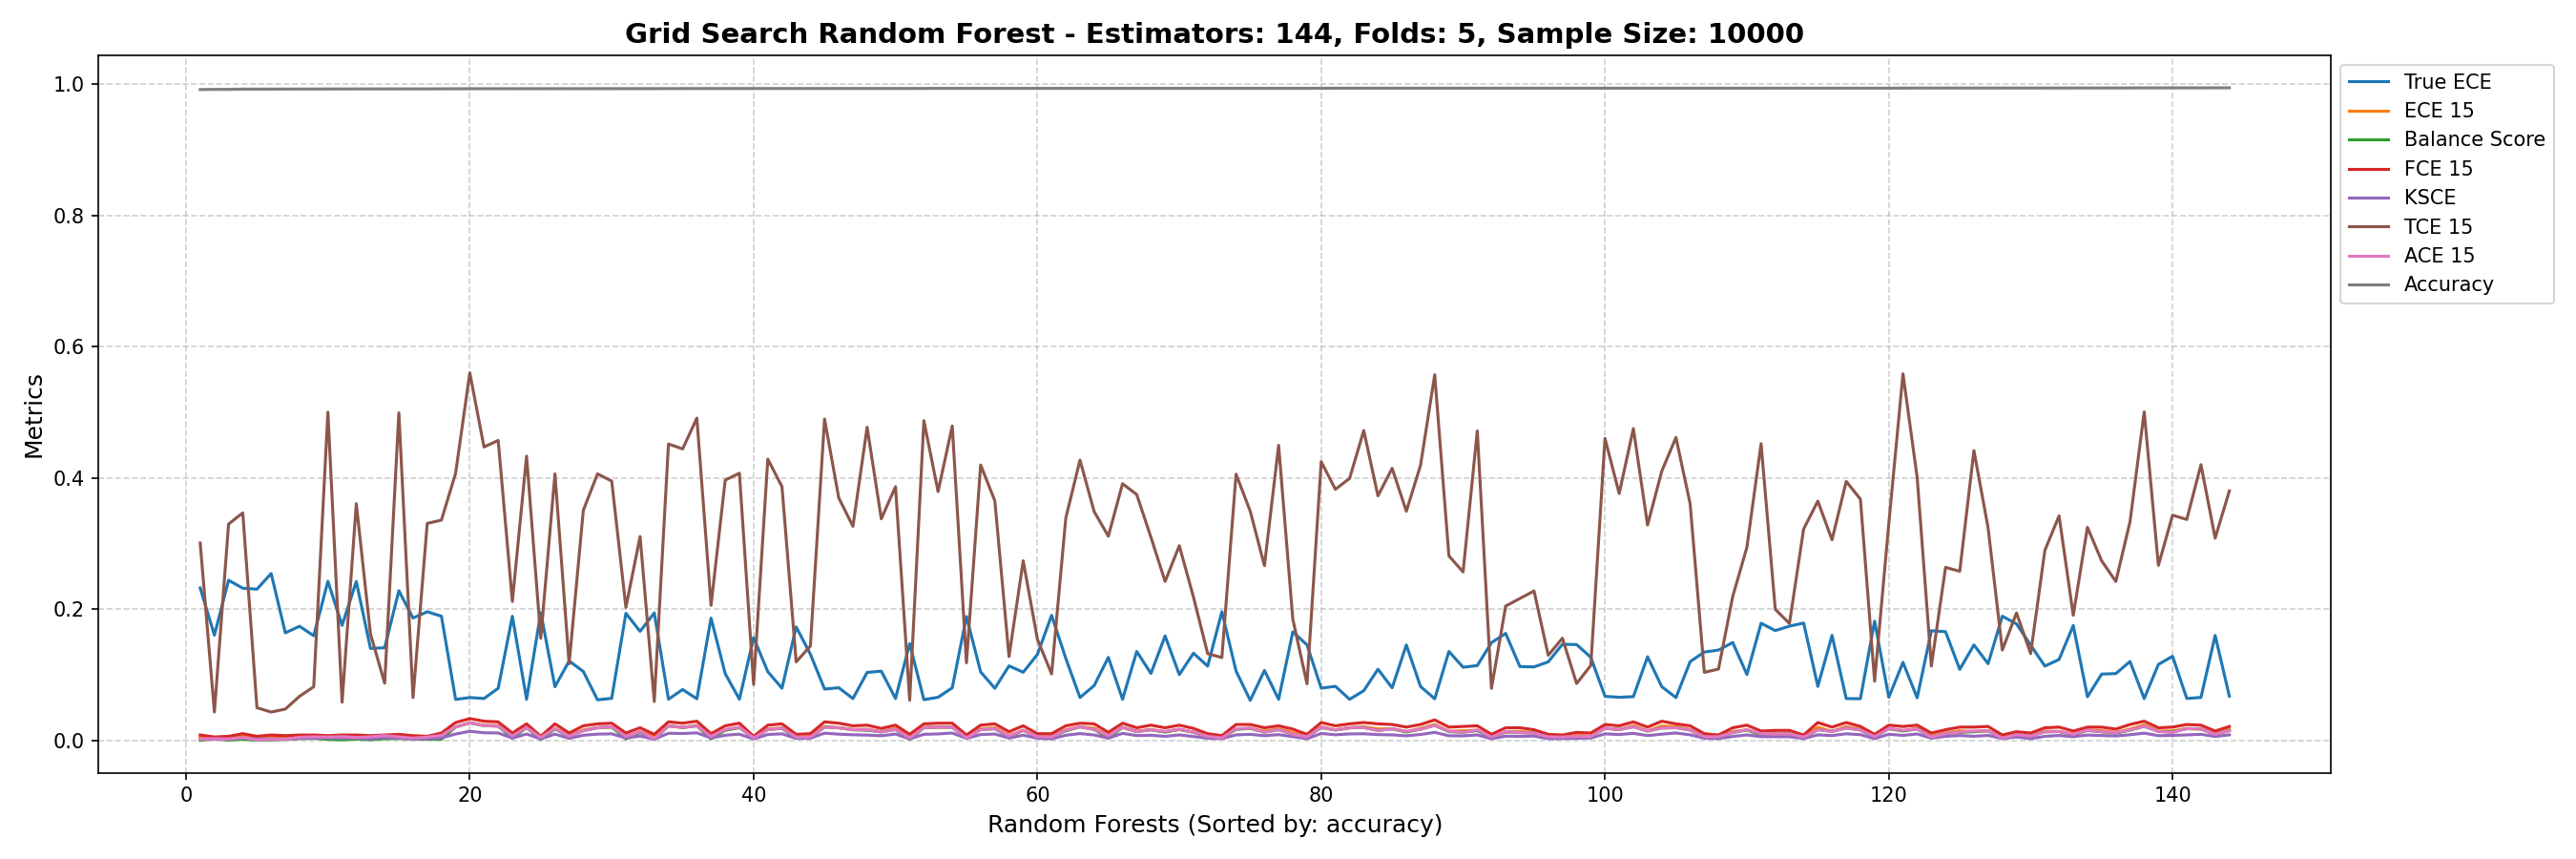 Grid Search Random Forest - Estimators: 144, Folds: 5, Sample Size: 10000
1.0
0.8
0.6
0.4
0.2
0.0
Metrics
0 20 40 60 80 100 120 140
Random Forests (Sorted by: accuracy)
True ECE
ECE 15
Balance Score
FCE 15
KSCE
TCE 15
ACE 15
Accuracy